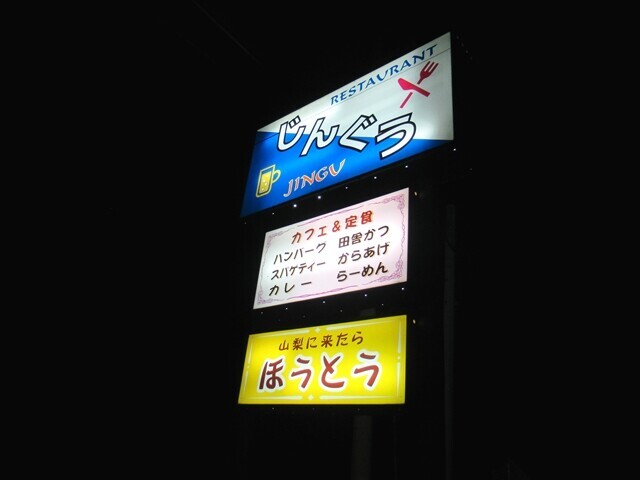 RESTAURANT
じんぐう
JINGU
カフェ&定食
ハンバーグ 田舎かつ
スパゲティー からあげ
カレー らーめん
山梨に来たら
ほうとう